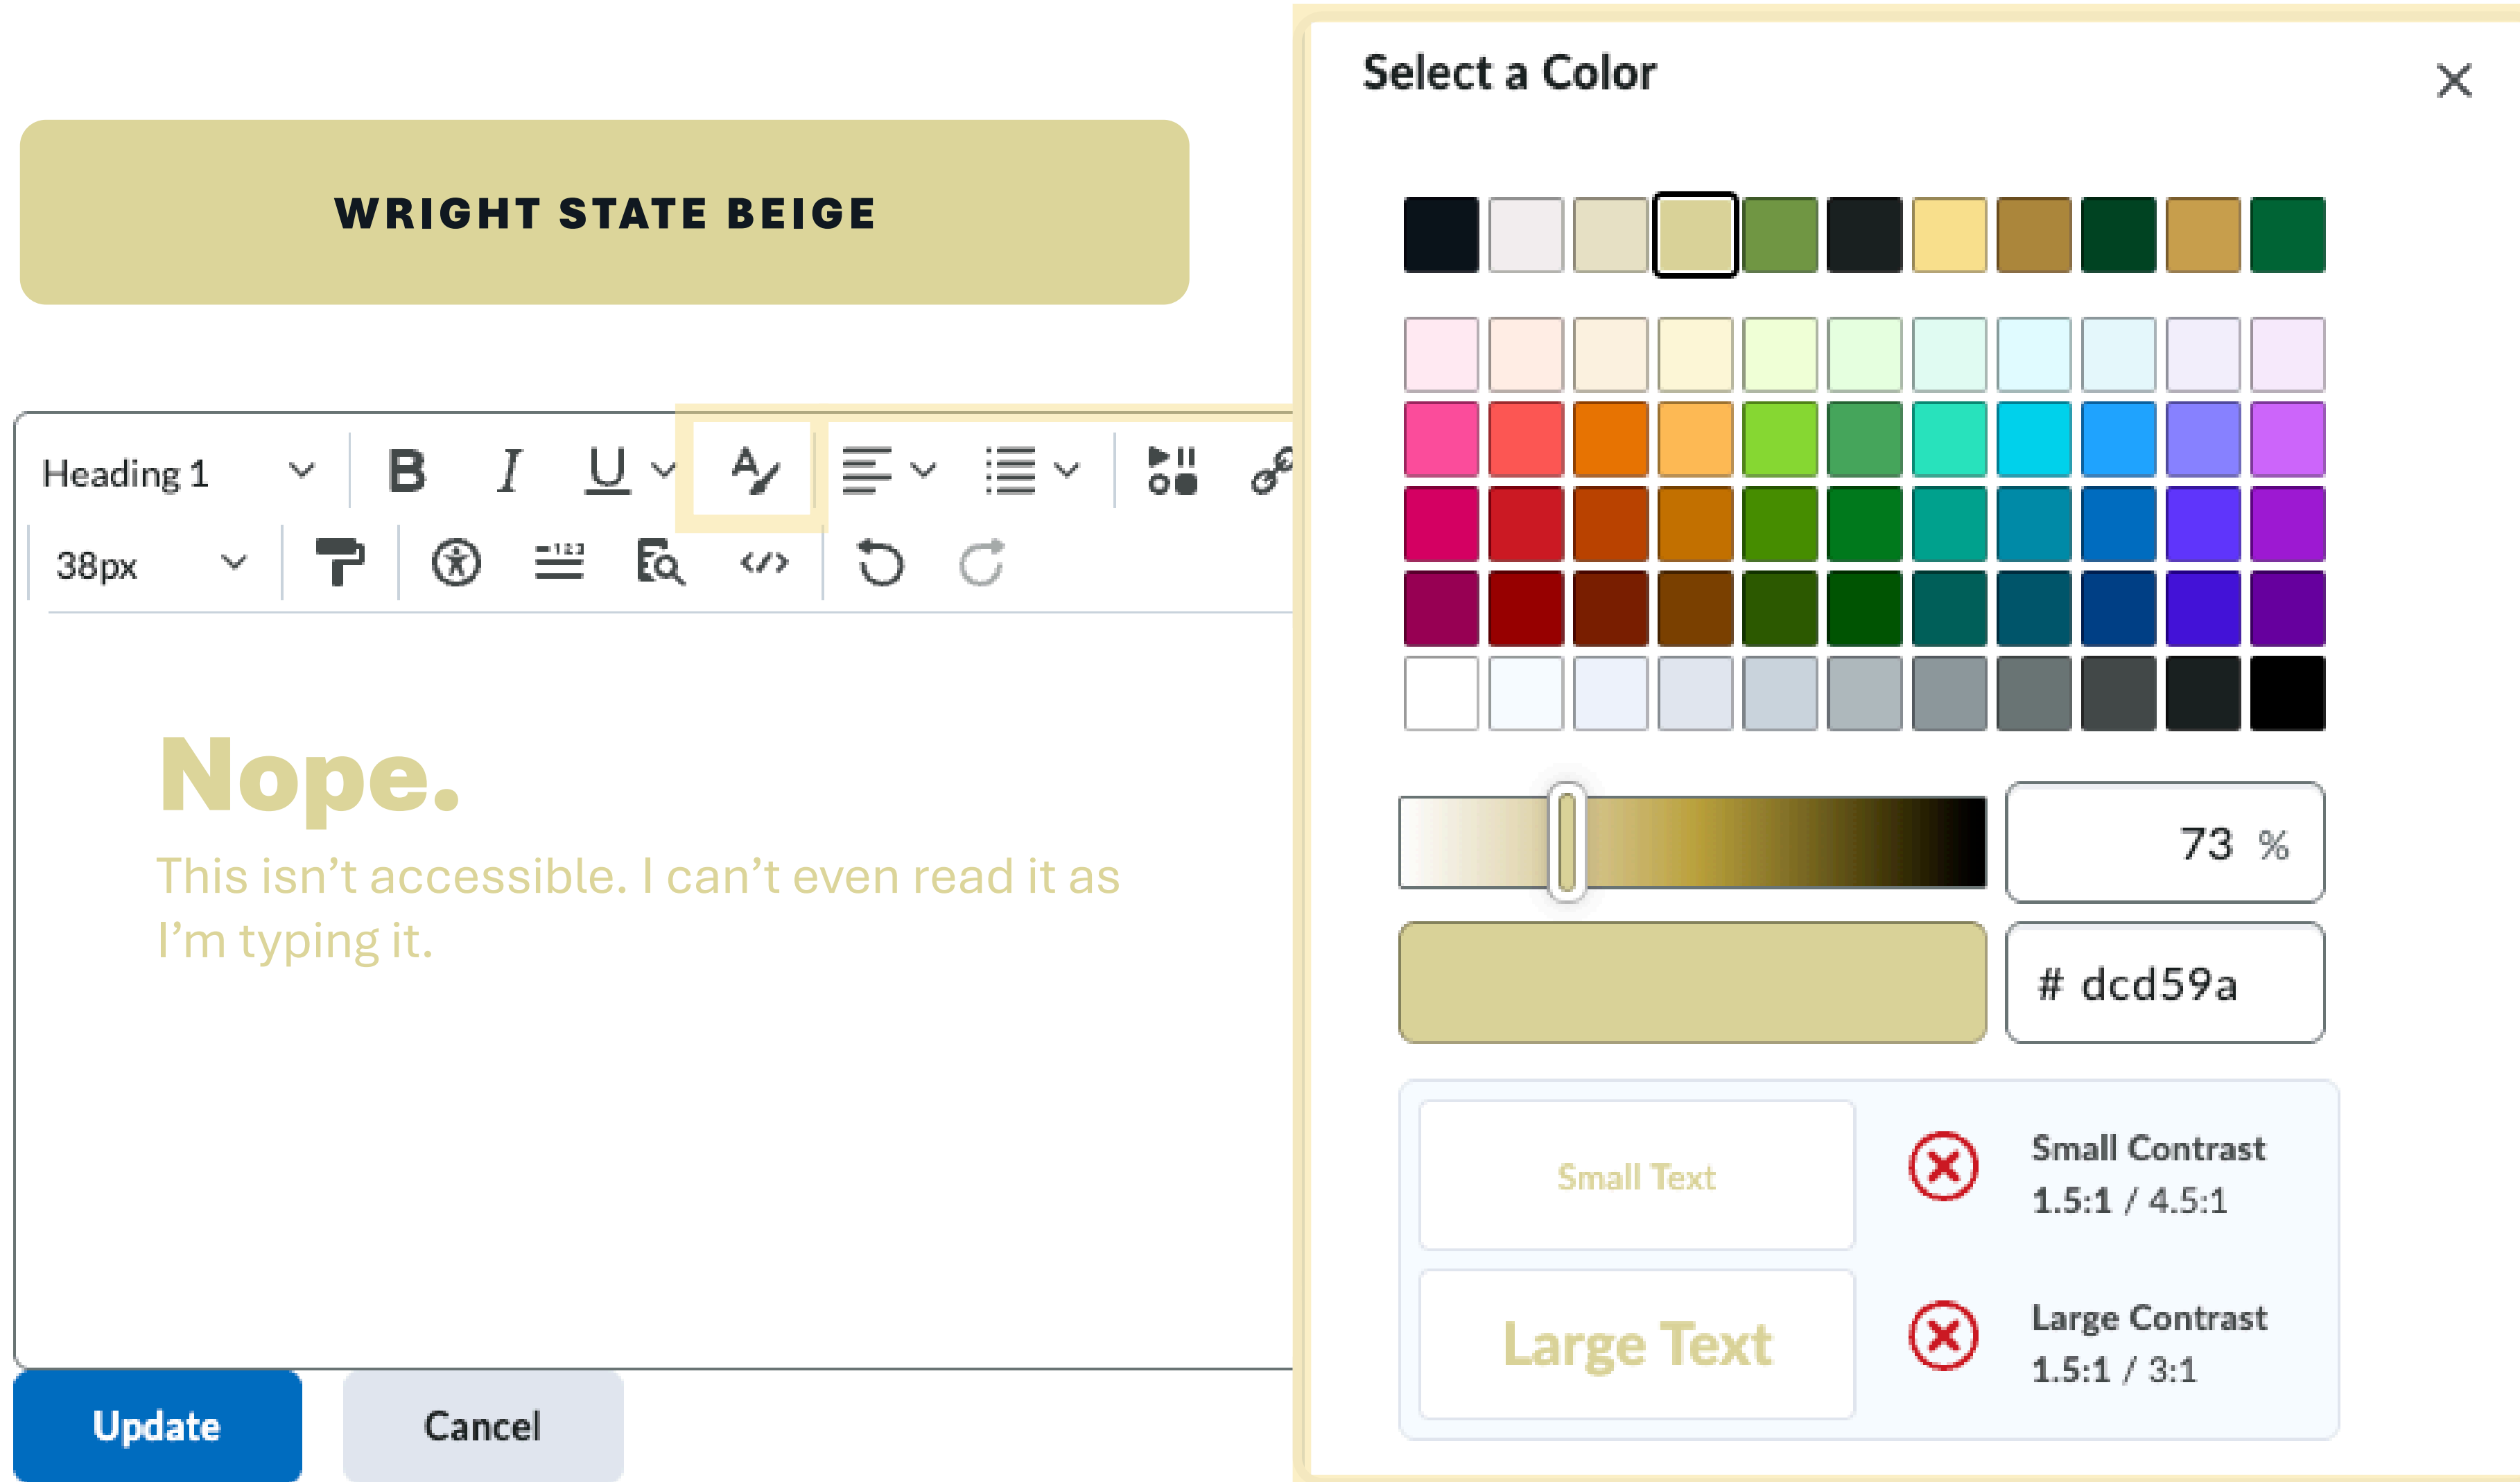 WRIGHT STATE BEIGE
Heading 1
B I U A
38px
Nope.
This isn’t accessible. I can’t even read it as
I’m typing it.
Update
Cancel
Select a Color
73 %
# dcd59a
Small Text
Small Contrast
1.5:1 / 4.5:1
Large Text
Large Contrast
1.5:1 / 3:1